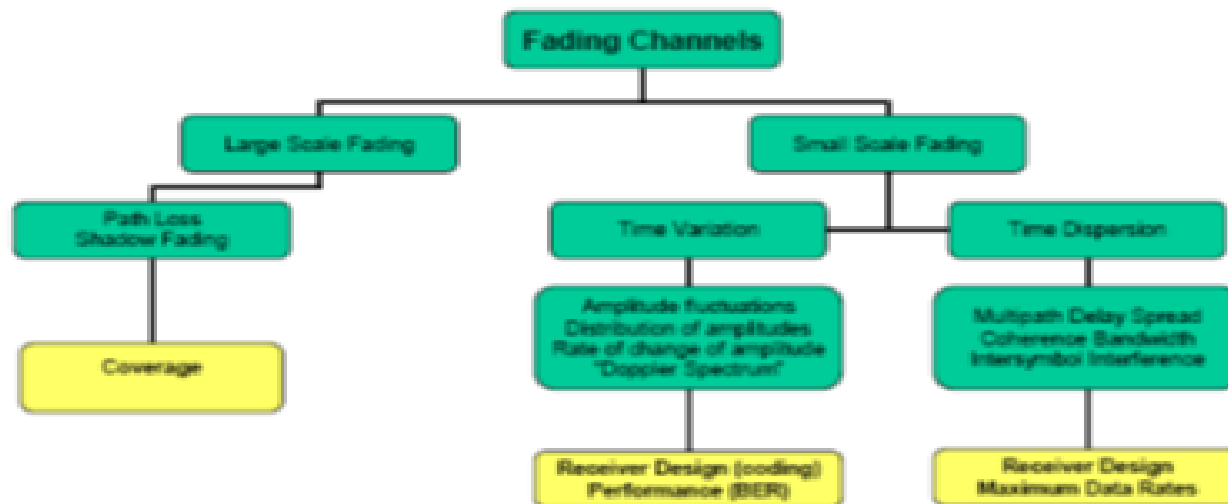 Fading Channels
Large Scale Fading
Small Scale Fading
Path Loss
Shadow Fading
Time Variation
Time Dispersion
Amplitude fluctuations
Distribution of amplitudes
Rate of change of amplitude
"Doppler Spectrum"
Multipath Delay Spread
Coherence Bandwidth
Intersymbol Interference
Coverage
Receiver Design (coding)
Performance (BER)
Receiver Design
Maximum Data Rates